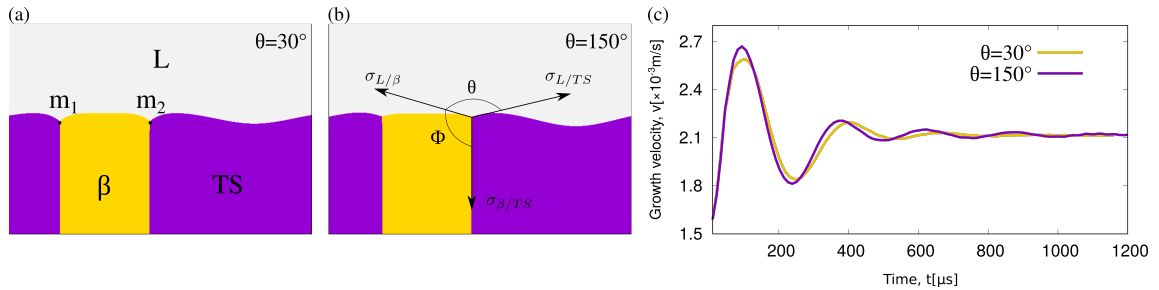 (a)
θ=30°
L
m1
m2
β
TS
(b)
θ=150°
σL/β
θ
σL/TS
Φ
σβ/TS
(c)
Growth velocity, v[×10⁻³m/s]
2.7
2.4
2.1
1.8
1.5
θ=30°
θ=150°
200 400 600 800 1000 1200
Time, t[μs]